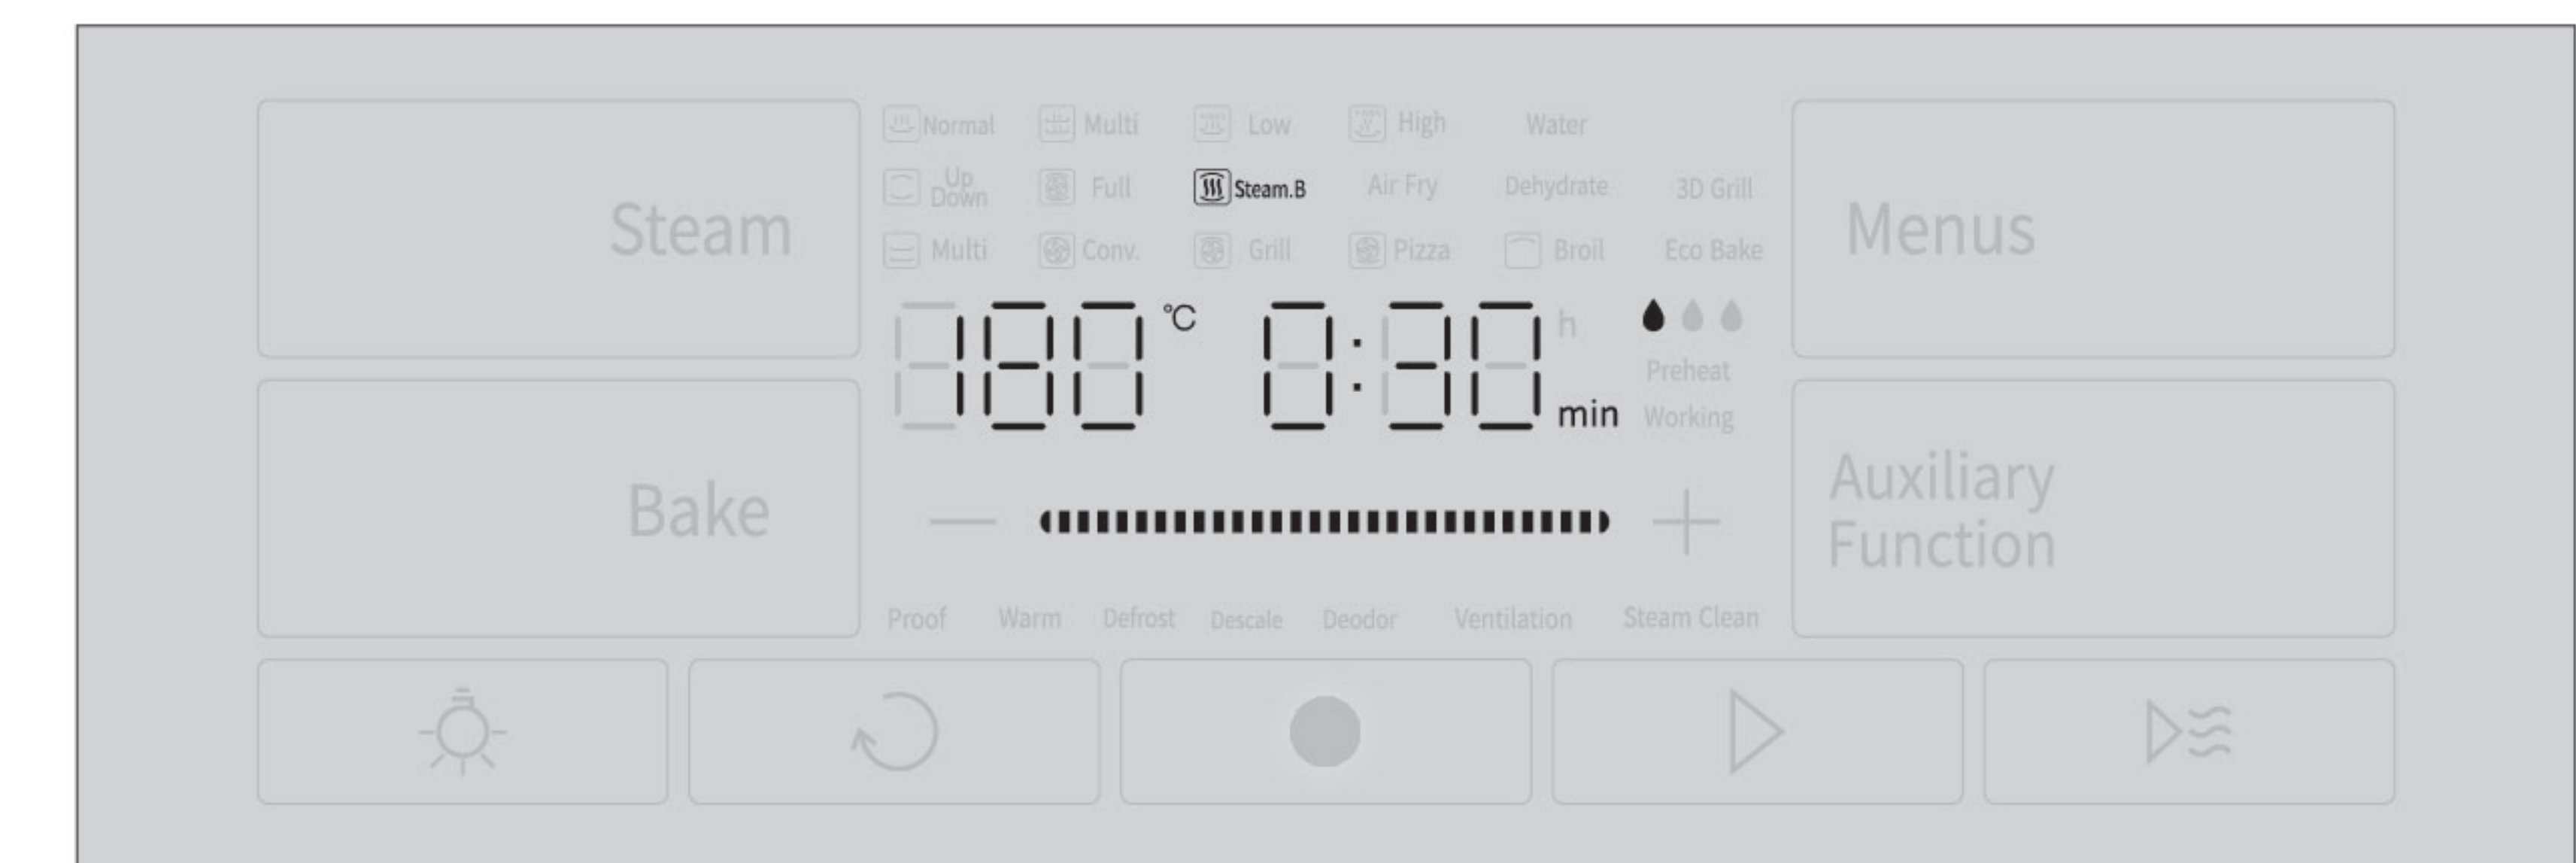 Normal Multi Low High Water
Up Down Full Steam.B Air Fry Dehydrate 3D Grill
Multi Conv. Grill Pizza Broil Eco Bake
Steam
Menus
180 °C 0:30 h min
Preheat
Working
Bake
Auxiliary
Function
Proof Warm Defrost Descale Deodor Ventilation Steam Clean